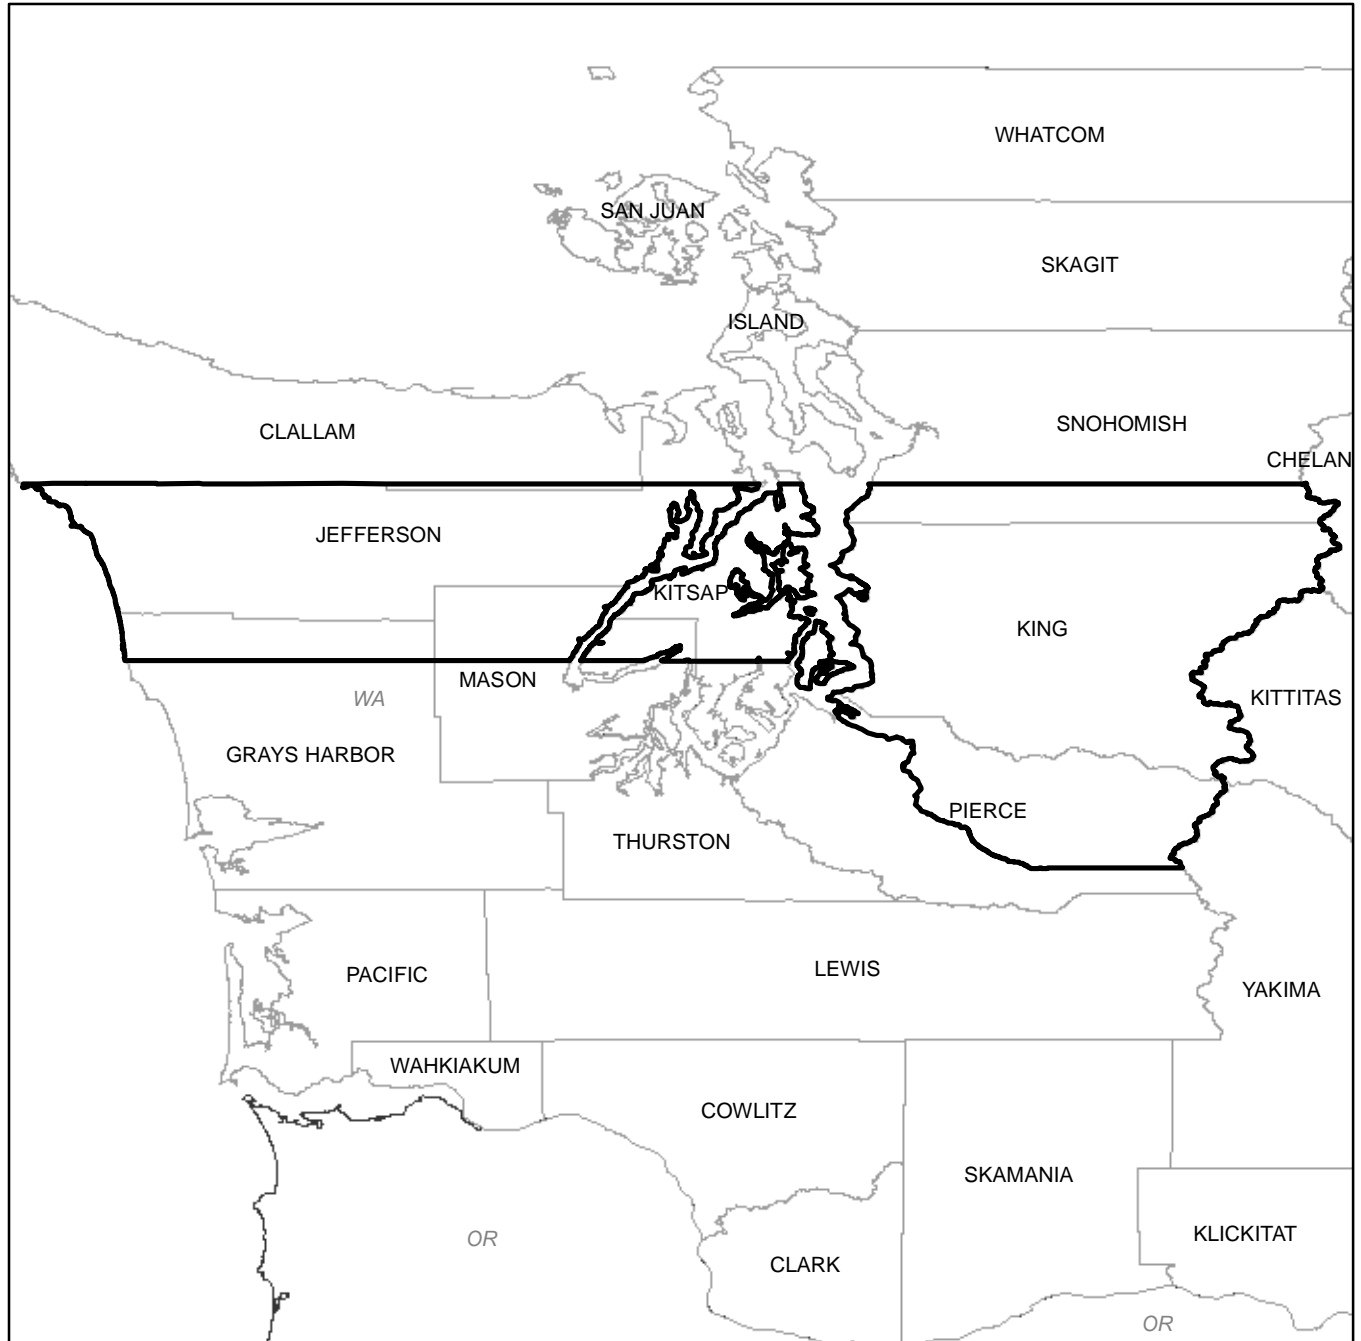 WHATCOM
SAN JUAN
SKAGIT
ISLAND
SNOHOMISH
CLALLAM
CHELAN
JEFFERSON
KITSAP
KING
MASON
WA
KITTITAS
GRAYS HARBOR
PIERCE
THURSTON
LEWIS
PACIFIC
YAKIMA
WAHKIAKUM
COWLITZ
SKAMANIA
KLICKITAT
OR
CLARK
OR